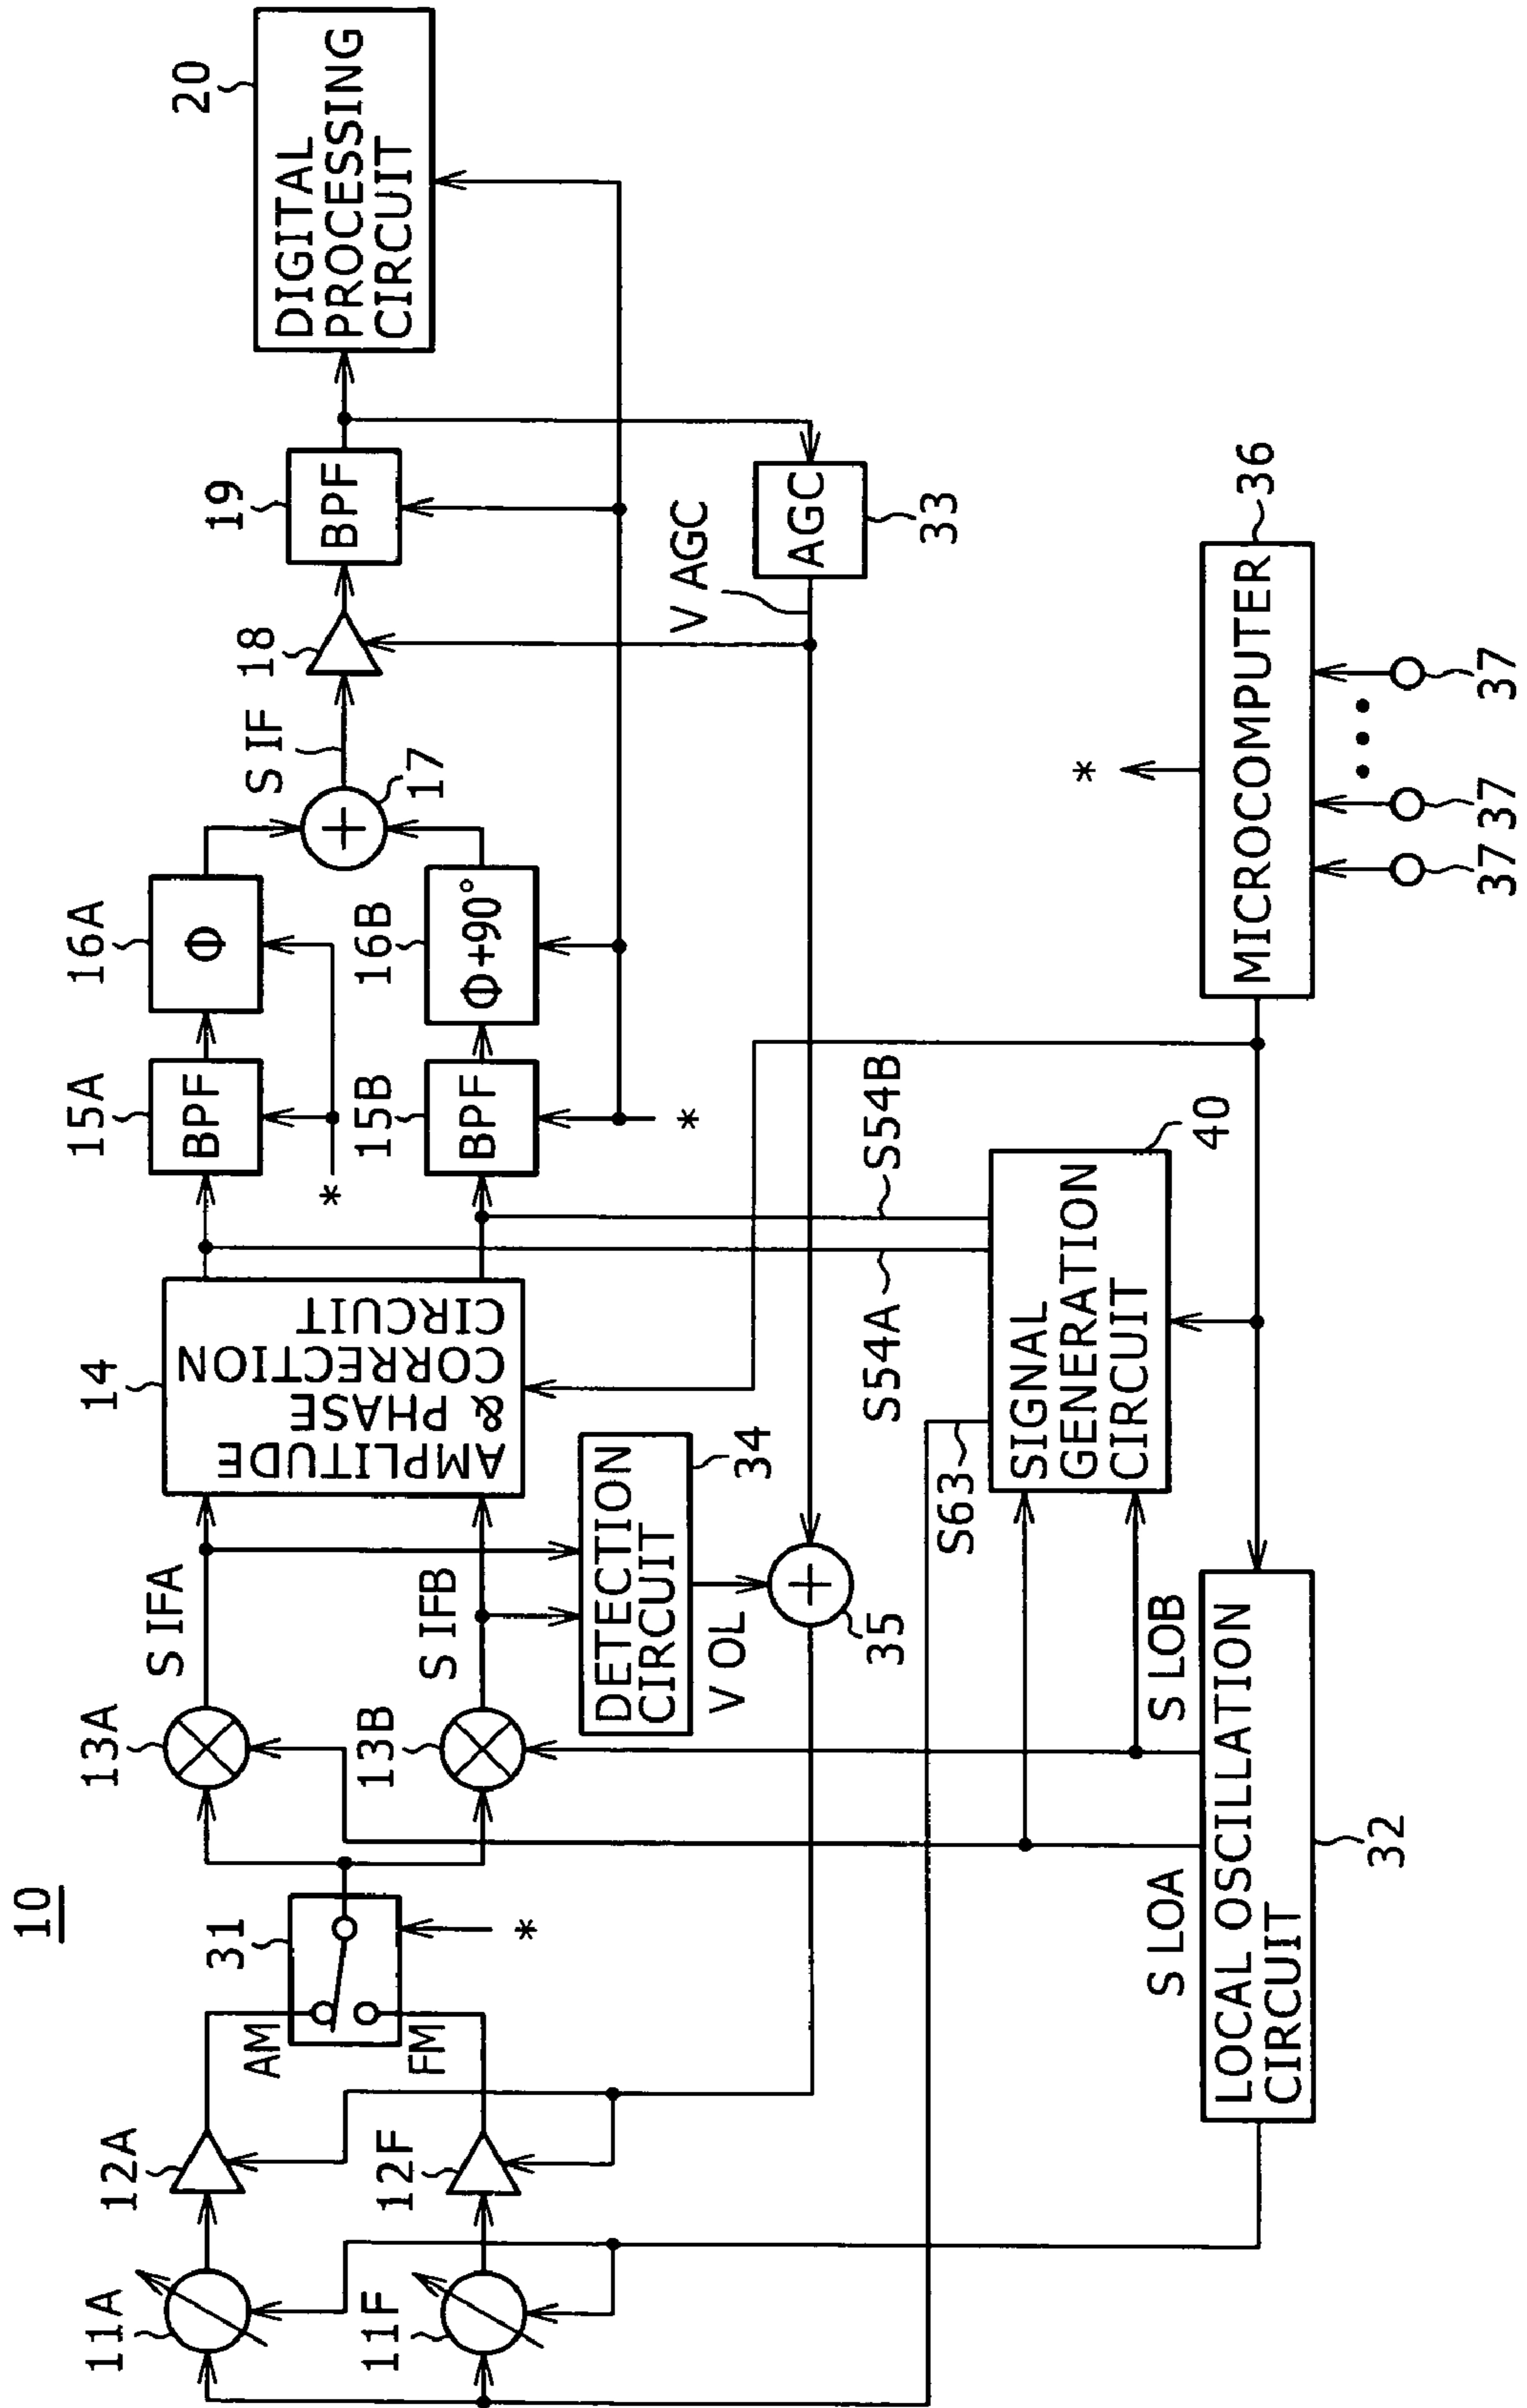 10
11A
12A
AM
31
*
13A
S IFA
14
AMPLITUDE
& PHASE
CORRECTION
CIRCUIT
15A
BPF
*
16A
Φ
S IF
17
18
19
BPF
20
DIGITAL
PROCESSING
CIRCUIT
11F
12F
FM
13B
S IFB
15B
BPF
*
16B
Φ+90°
DETECTION
CIRCUIT
34
V OL
35
V AGC
AGC
33
S63
S54A
S54B
SIGNAL
GENERATION
CIRCUIT
40
S LOA
S LOB
LOCAL OSCILLATION
CIRCUIT
32
*
MICROCOMPUTER
36
37 37 37